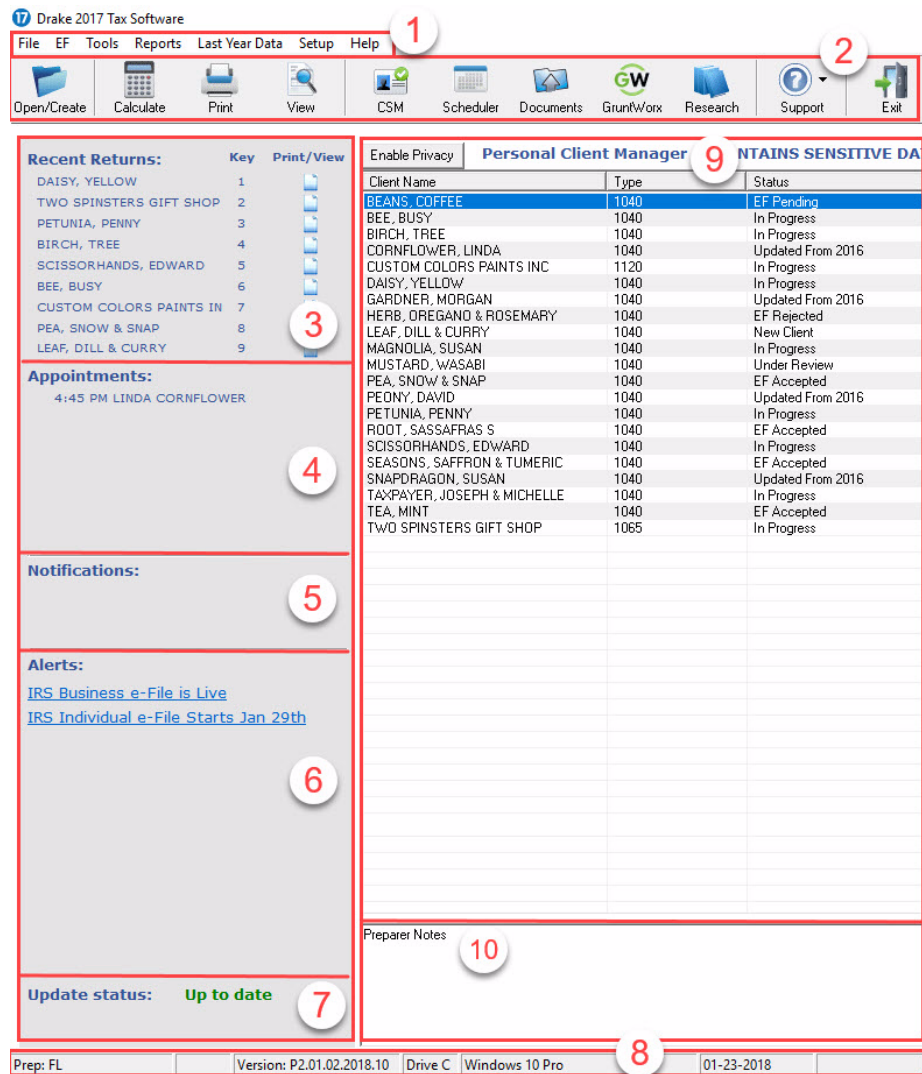 17 Drake 2017 Tax Software
File EF Tools Reports Last Year Data Setup Help 1
2
Open/Create Calculate Print View CSM Scheduler Documents GW GruntWorx Research ? Support Exit
Recent Returns: Key Print/View
DAISY, YELLOW 1
TWO SPINSTERS GIFT SHOP 2
PETUNIA, PENNY 3
BIRCH, TREE 4
SCISSORHANDS, EDWARD 5
BEE, BUSY 6
CUSTOM COLORS PAINTS IN 7
PEA, SNOW & SNAP 8
LEAF, DILL & CURRY 9
3
Appointments:
4:45 PM LINDA CORNFLOWER
4
Notifications:
5
Alerts:
IRS Business e-File is Live
IRS Individual e-File Starts Jan 29th
6
Update status: Up to date
7
Enable Privacy Personal Client Manager 9 NTAINS SENSITIVE DA
Client Name Type Status
BEANS, COFFEE 1040 EF Pending
BEE, BUSY 1040 In Progress
BIRCH, TREE 1040 In Progress
CORNFLOWER, LINDA 1040 Updated From 2016
CUSTOM COLORS PAINTS INC 1120 In Progress
DAISY, YELLOW 1040 In Progress
GARDNER, MORGAN 1040 Updated From 2016
HERB, OREGANO & ROSEMARY 1040 EF Rejected
LEAF, DILL & CURRY 1040 New Client
MAGNOLIA, SUSAN 1040 In Progress
MUSTARD, WASABI 1040 Under Review
PEA, SNOW & SNAP 1040 EF Accepted
PEONY, DAVID 1040 Updated From 2016
PETUNIA, PENNY 1040 In Progress
ROOT, SASSAFRAS S 1040 EF Accepted
SCISSORHANDS, EDWARD 1040 In Progress
SEASONS, SAFFRON & TUMERIC 1040 EF Accepted
SNAPDRAGON, SUSAN 1040 Updated From 2016
TAXPAYER, JOSEPH & MICHELLE 1040 In Progress
TEA, MINT 1040 EF Accepted
TWO SPINSTERS GIFT SHOP 1065 In Progress
Preparer Notes
10
8
Prep: FL Version: P2.01.02.2018.10 Drive C Windows 10 Pro 01-23-2018